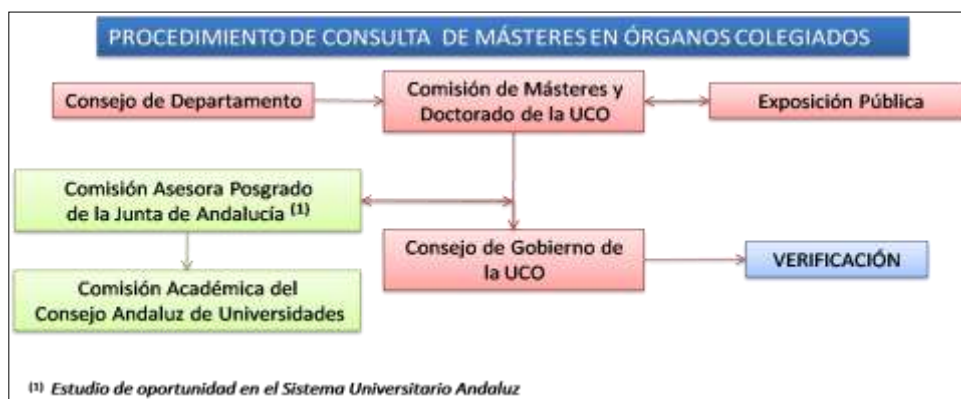 PROCEDIMIENTO DE CONSULTA DE MÁSTERES EN ÓRGANOS COLEGIADOS
Consejo de Departamento
Comisión de Másteres y
Doctorado de la UCO
Exposición Pública
Comisión Asesora Posgrado
de la Junta de Andalucía (1)
Consejo de Gobierno de
la UCO
VERIFICACIÓN
Comisión Académica del
Consejo Andaluz de Universidades
(1) Estudio de oportunidad en el Sistema Universitario Andaluz